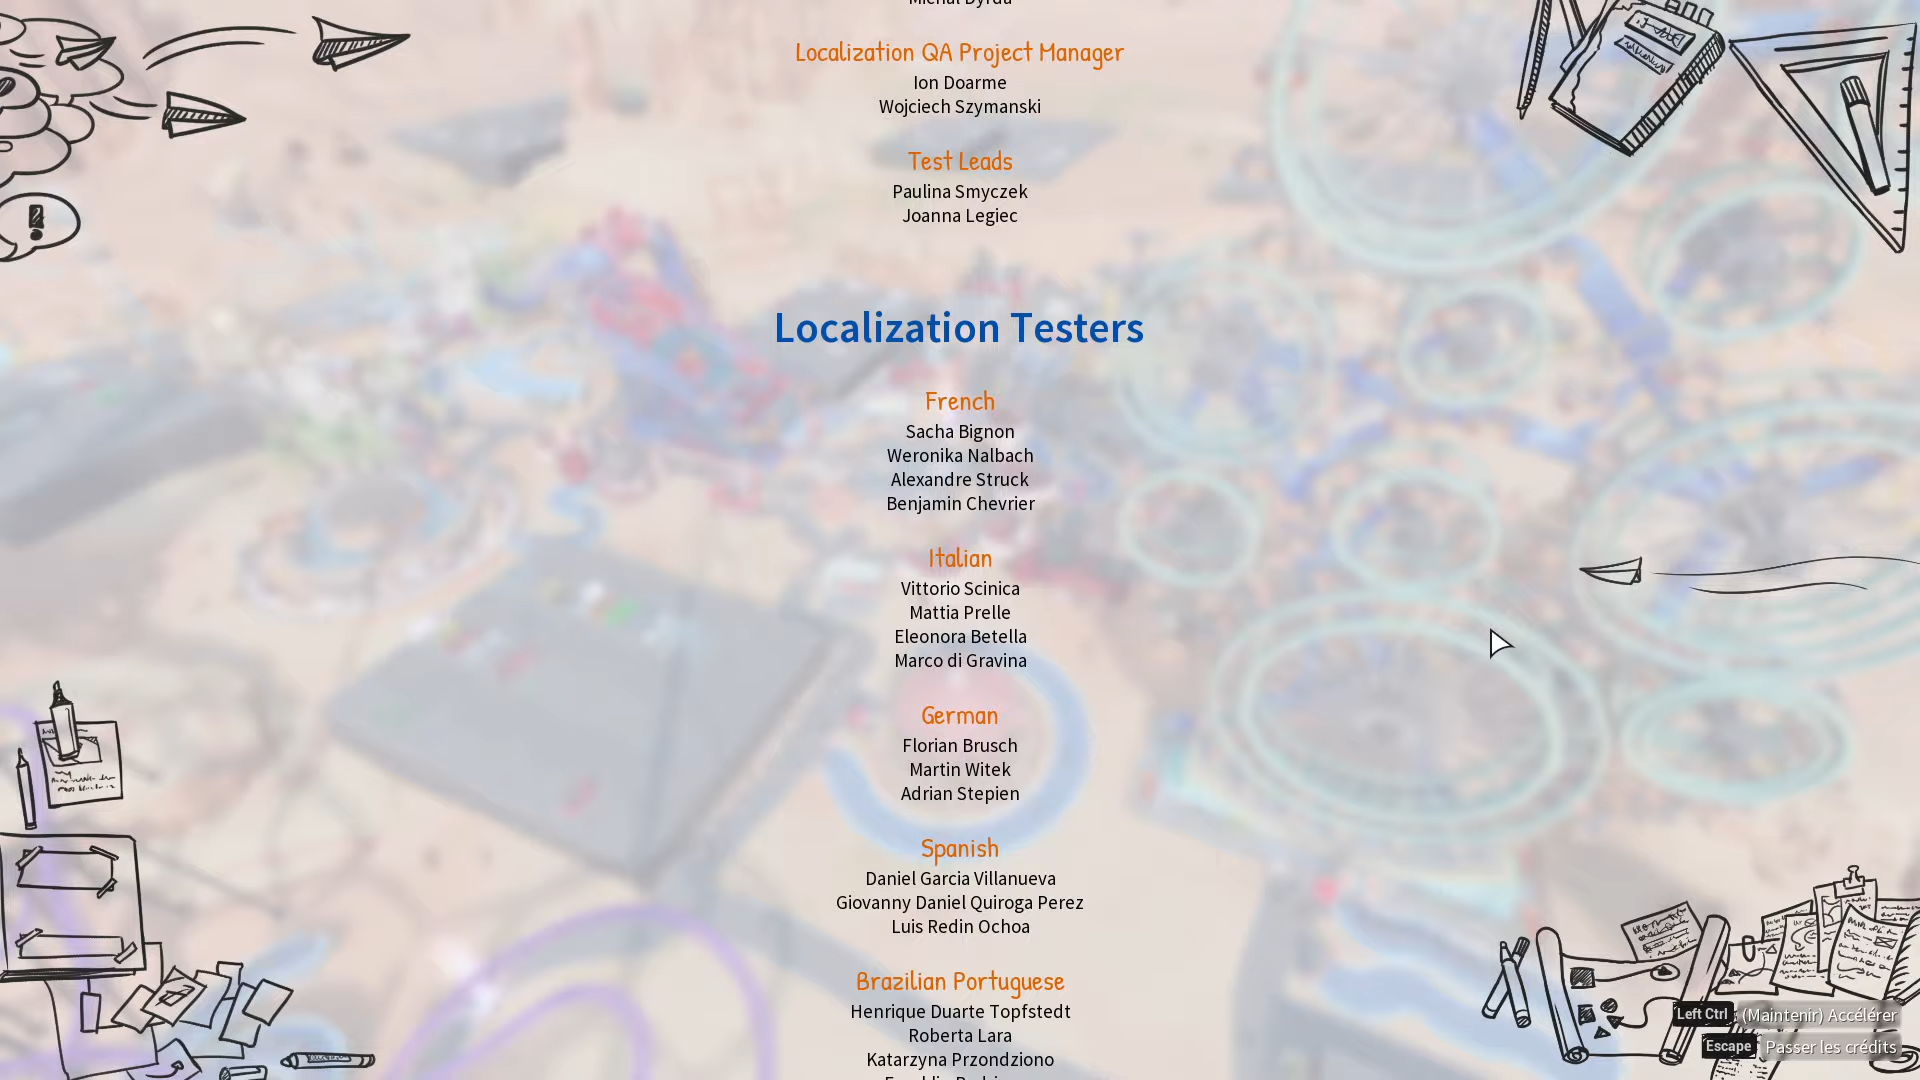 Localization QA Project Manager
Ion Doarme
Wojciech Szymanski
Test Leads
Paulina Smyczek
Joanna Legiec
Localization Testers
French
Sacha Bignon
Weronika Nalbach
Alexandre Struck
Benjamin Chevrier
Italian
Vittorio Scinica
Mattia Prelle
Eleonora Betella
Marco di Gravina
German
Florian Brusch
Martin Witek
Adrian Stepien
Spanish
Daniel Garcia Villanueva
Giovanny Daniel Quiroga Perez
Luis Redin Ochoa
Brazilian Portuguese
Henrique Duarte Topfstedt
Roberta Lara
Katarzyna Przondziono
Left Ctrl (Maintenir) Accélérer
Escape Passer les crédits